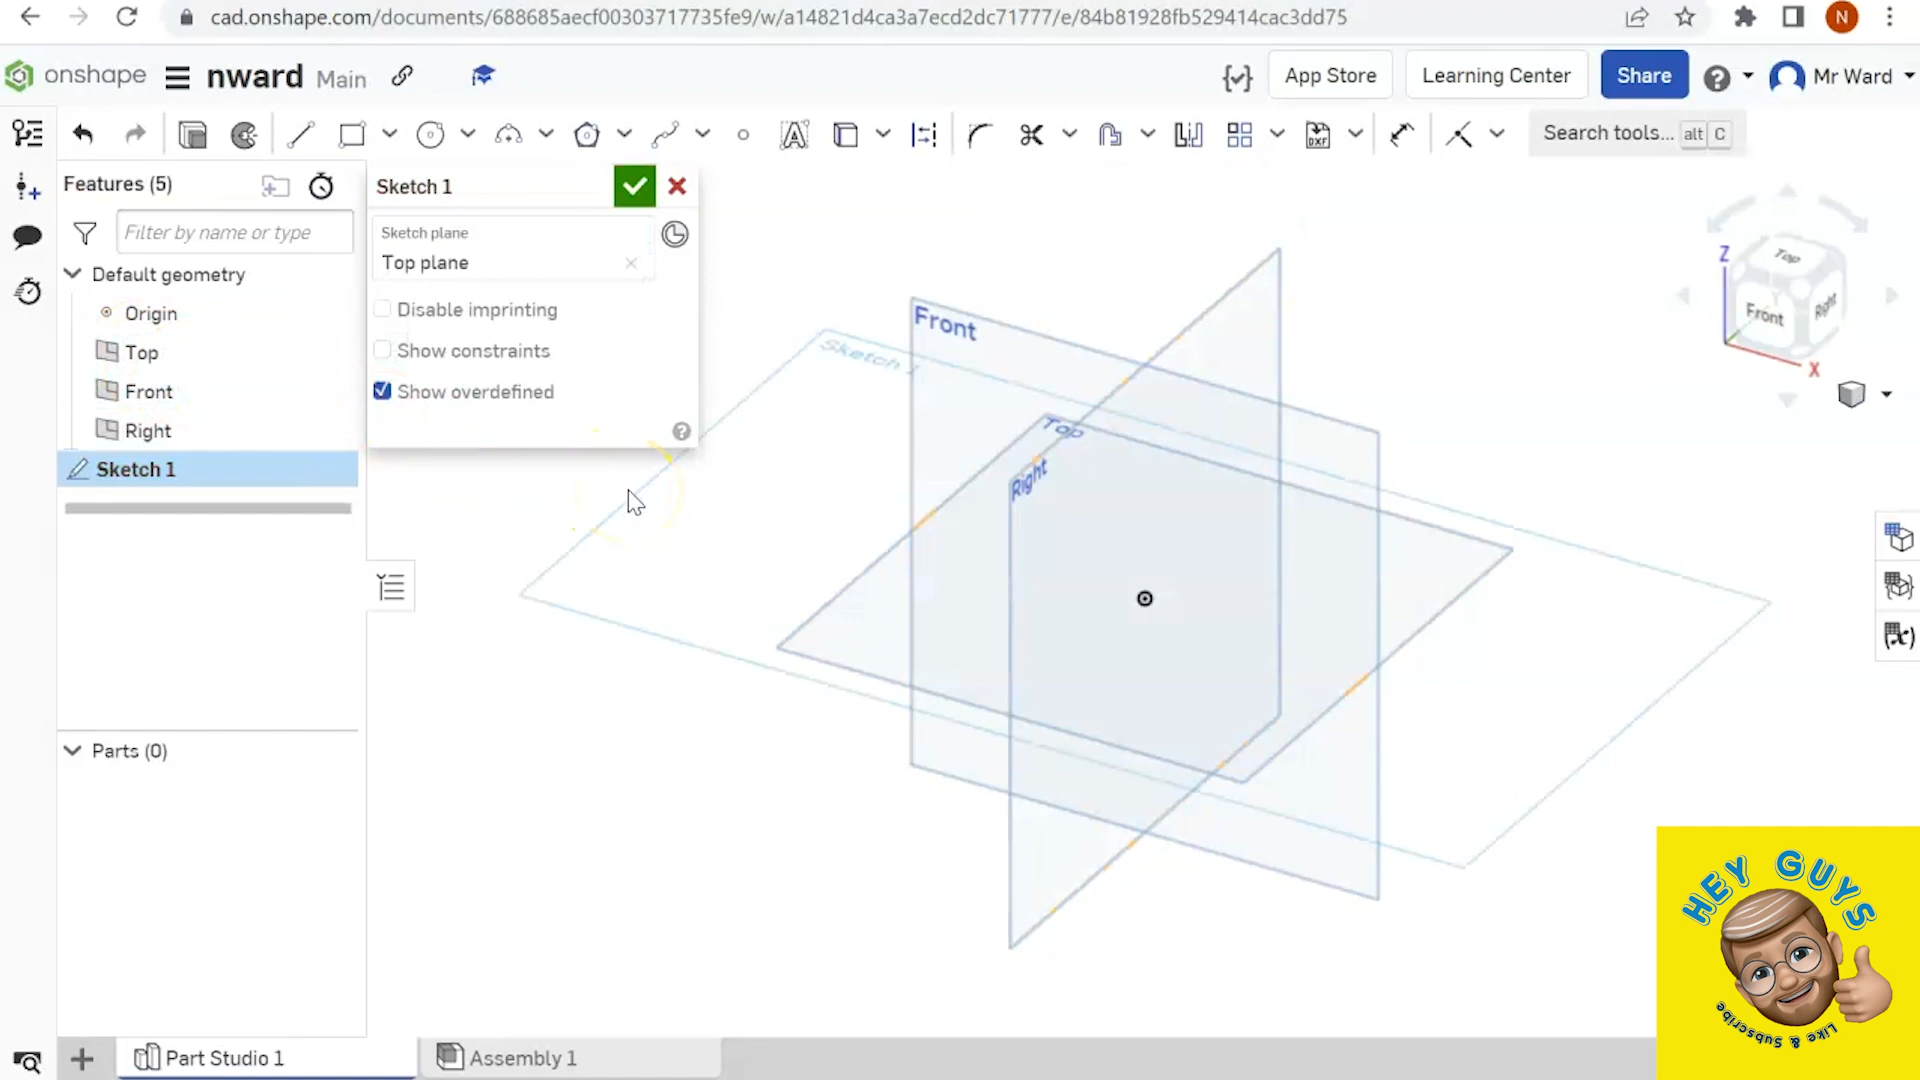 cad.onshape.com/documents/688685aecf00303717735fe9/w/a14821d4ca3a7ecd2dc71777/e/84b81928fb529414cac3dd75
N
onshape nward Main
App Store
Learning Center
Share
Mr Ward
DXF
Search tools... alt C
Features (5)
Filter by name or type
Default geometry
Origin
Top
Front
Right
Sketch 1
Parts (0)
Sketch 1
Sketch plane
Top plane
Disable imprinting
Show constraints
Show overdefined
Sketch 1
Front
Top
Right
Z
Top
Front
Right
X
HEY GUYS
Like & Subscribe
Part Studio 1
Assembly 1